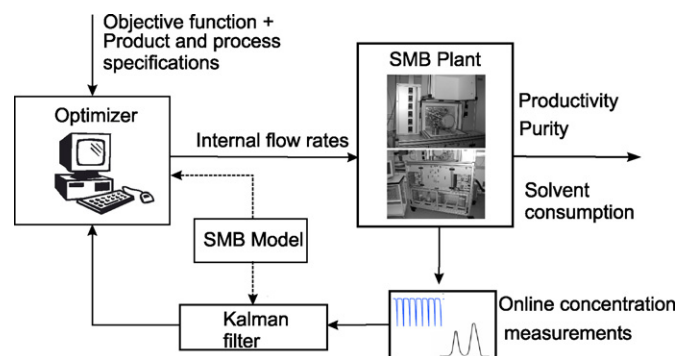 Objective function +
Product and process
specifications
SMB Plant
Optimizer
Internal flow rates
Productivity
Purity
Solvent
consumption
SMB Model
Kalman
filter
Online concentration
measurements